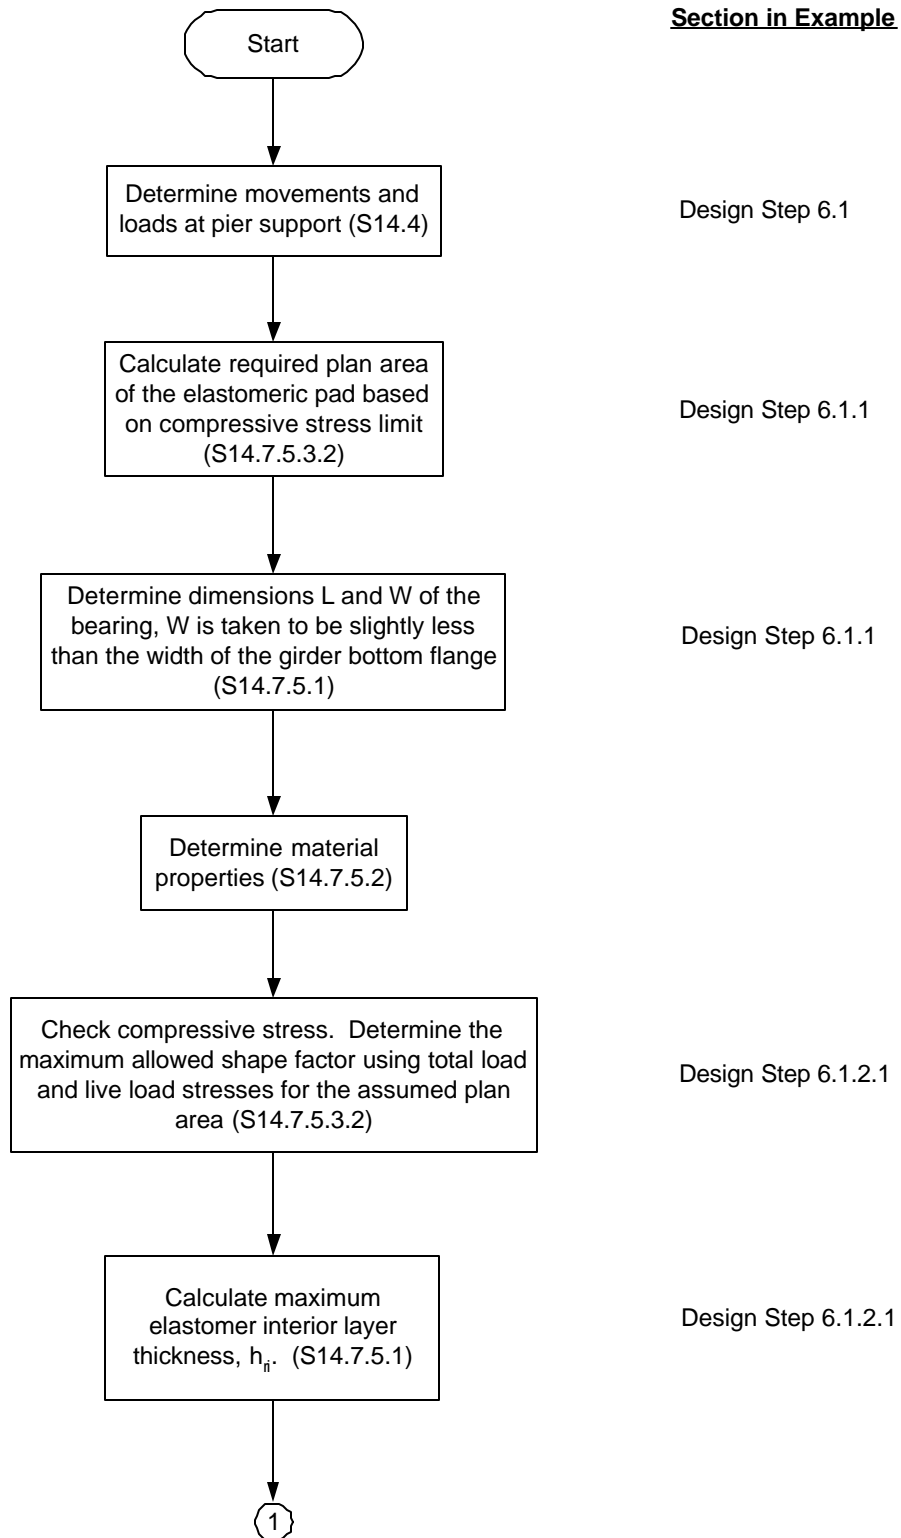 Section in Example
Start
Determine movements and
loads at pier support (S14.4)
Design Step 6.1
Calculate required plan area
of the elastomeric pad based
on compressive stress limit
(S14.7.5.3.2)
Design Step 6.1.1
Determine dimensions L and W of the
bearing, W is taken to be slightly less
than the width of the girder bottom flange
(S14.7.5.1)
Design Step 6.1.1
Determine material
properties (S14.7.5.2)
Check compressive stress. Determine the
maximum allowed shape factor using total load
and live load stresses for the assumed plan
area (S14.7.5.3.2)
Design Step 6.1.2.1
Calculate maximum
elastomer interior layer
thickness, hri. (S14.7.5.1)
Design Step 6.1.2.1
1